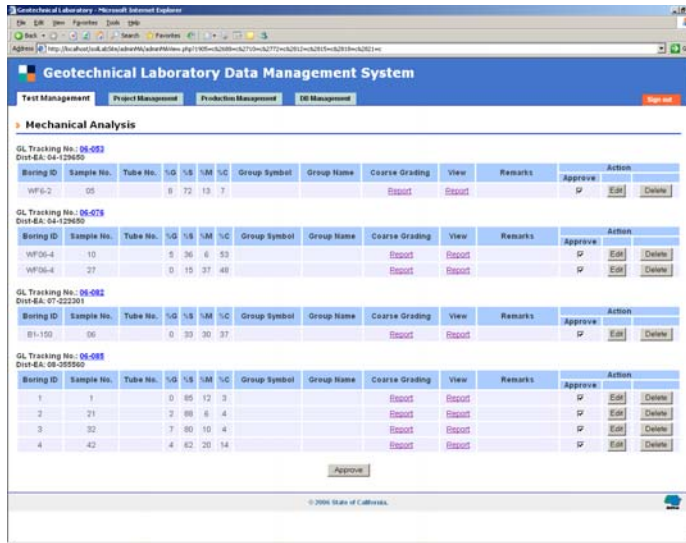 Geotechnical Laboratory - Microsoft Internet Explorer
File Edit View Favorites Tools Help
Back Search Favorites
Address
Geotechnical Laboratory Data Management System
Test Management Project Management Production Management DB Management Sign out
Mechanical Analysis
GL Tracking No.: 06-053
Dist-EA: 04-129650
Boring ID Sample No. Tube No. %G %S %M %C Group Symbol Group Name Coarse Grading View Remarks Action
Approve
WF6-2 05 8 72 13 7 Report Report Edit Delete
GL Tracking No.: 06-076
Dist-EA: 04-129650
Boring ID Sample No. Tube No. %G %S %M %C Group Symbol Group Name Coarse Grading View Remarks Action
Approve
WF06-4 10 5 36 6 53 Report Report Edit Delete
WF06-4 27 0 15 37 48 Report Report Edit Delete
GL Tracking No.: 06-082
Dist-EA: 07-222301
Boring ID Sample No. Tube No. %G %S %M %C Group Symbol Group Name Coarse Grading View Remarks Action
Approve
B1-150 06 0 33 30 37 Report Report Edit Delete
GL Tracking No.: 06-085
Dist-EA: 08-355560
Boring ID Sample No. Tube No. %G %S %M %C Group Symbol Group Name Coarse Grading View Remarks Action
Approve
1 1 0 85 12 3 Report Report Edit Delete
2 21 2 88 6 4 Report Report Edit Delete
3 32 7 80 10 4 Report Report Edit Delete
4 42 4 62 20 14 Report Report Edit Delete
Approve
© 2006 State of California.